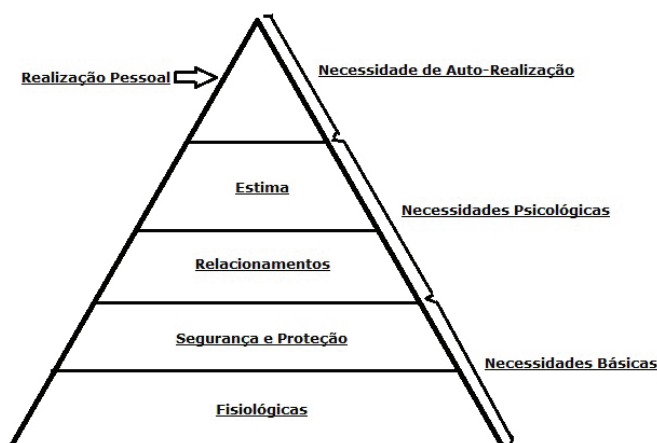 Realização Pessoal
Necessidade de Auto-Realização
Estima
Necessidades Psicológicas
Relacionamentos
Segurança e Proteção
Necessidades Básicas
Fisiológicas